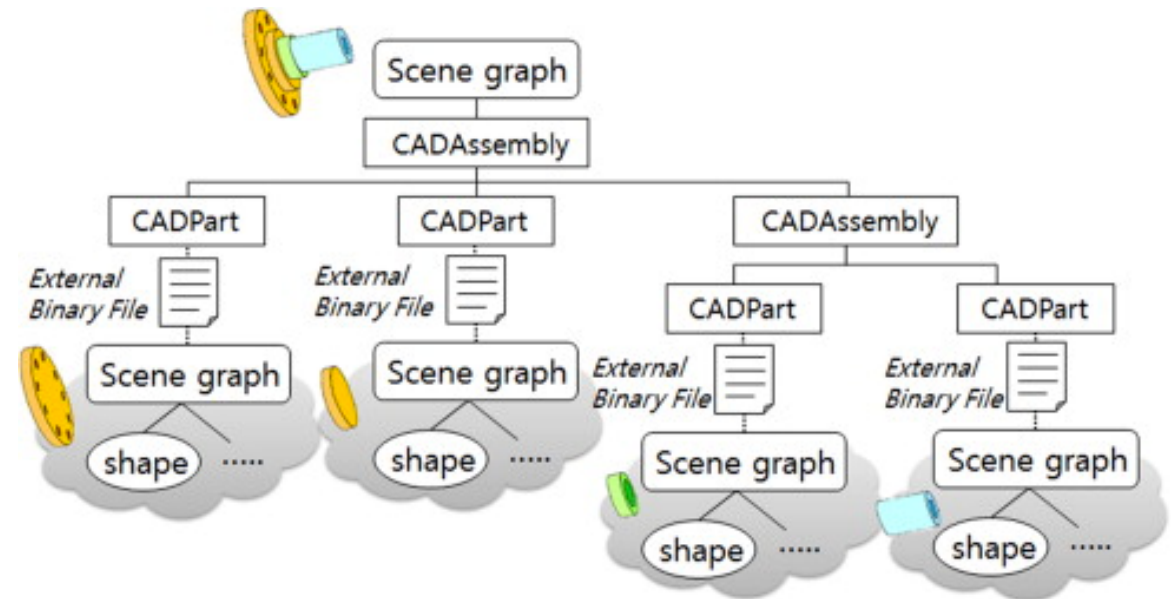 Scene graph
CADAssembly
CADPart
CADPart
CADAssembly
External
Binary File
External
Binary File
CADPart
CADPart
Scene graph
Scene graph
External
Binary File
External
Binary File
shape .....
shape .....
Scene graph
Scene graph
shape .....
shape .....